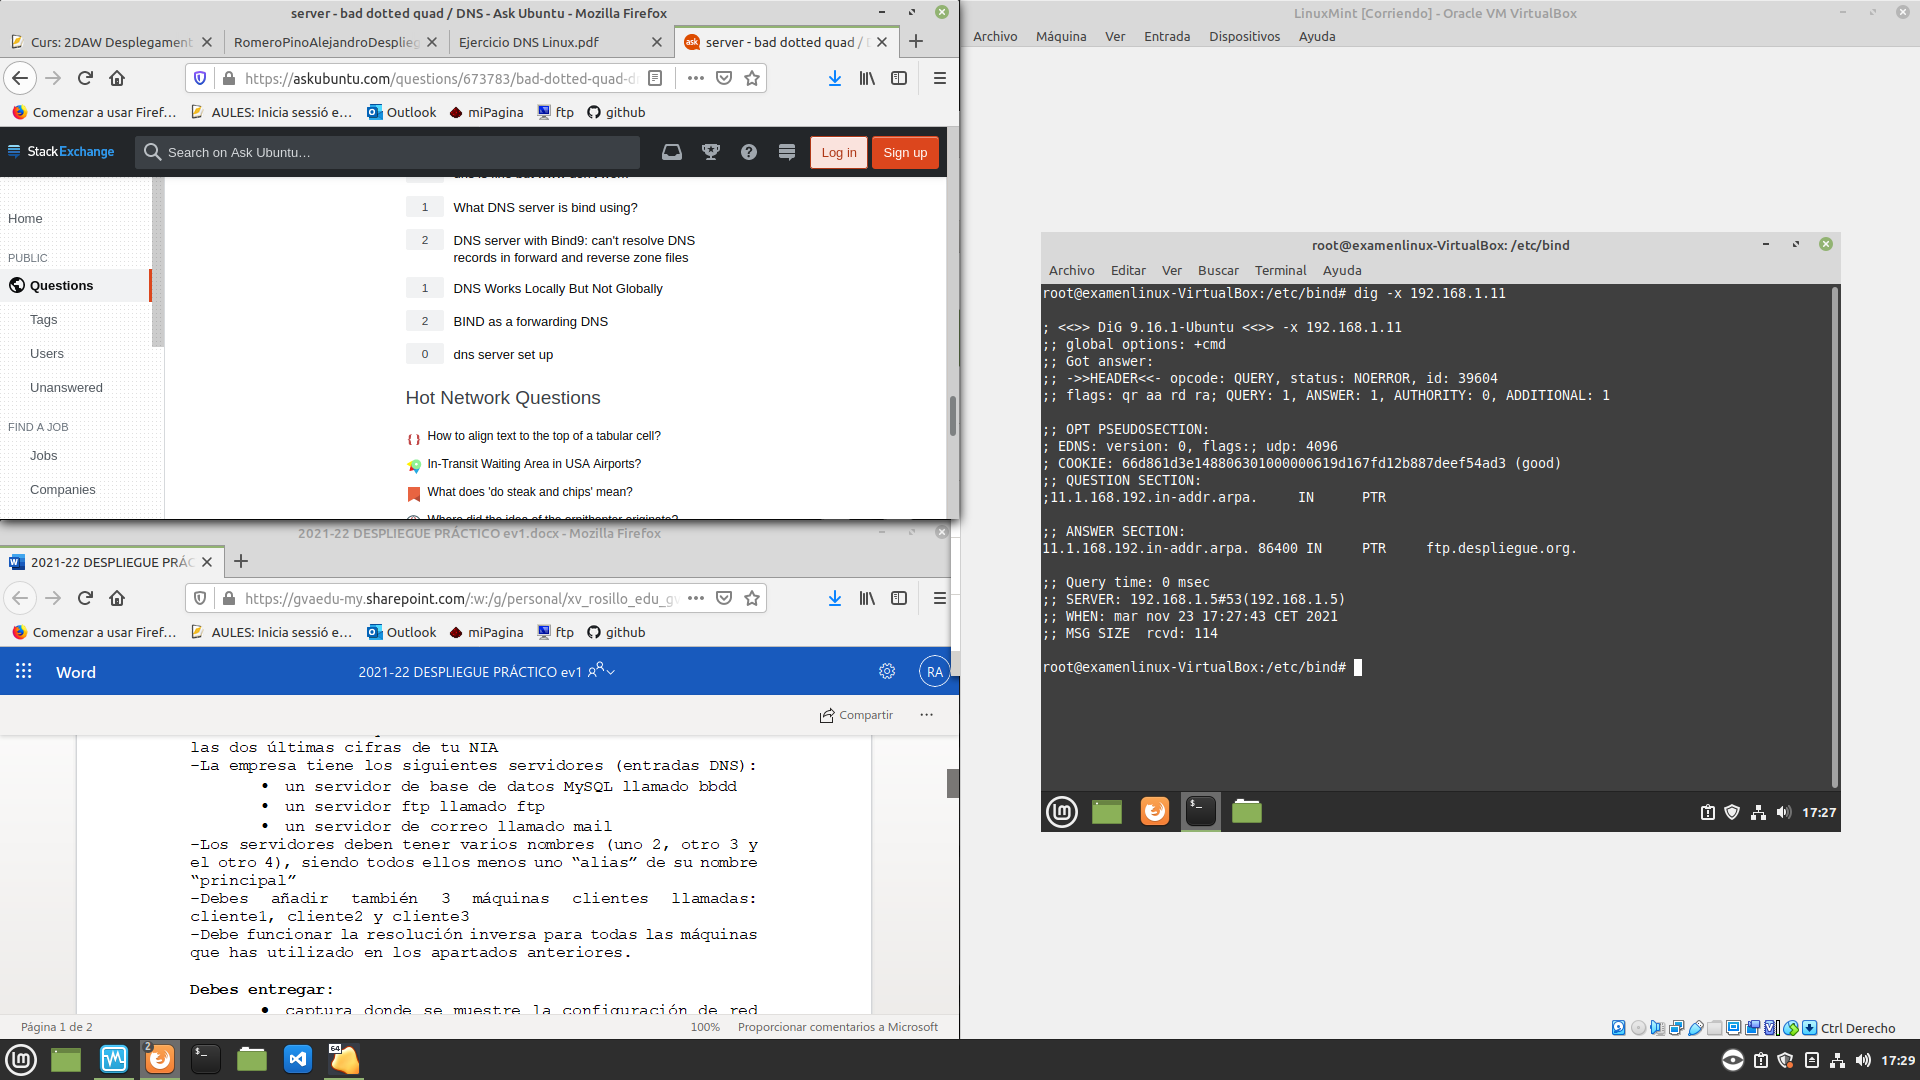 server - bad dotted quad / DNS - Ask Ubuntu - Mozilla Firefox
Curs: 2DAW Desplegament
RomeroPinoAlejandroDesplieg
Ejercicio DNS Linux.pdf
server - bad dotted quad /
https://askubuntu.com/questions/673783/bad-dotted-quad-d
Comenzar a usar Firef…
AULES: Inicia sessió e…
Outlook
miPagina
ftp
github
StackExchange
Search on Ask Ubuntu…
Log in
Sign up
Home
PUBLIC
Questions
Tags
Users
Unanswered
FIND A JOB
Jobs
Companies
1 What DNS server is bind using?
2 DNS server with Bind9: can't resolve DNS
records in forward and reverse zone files
1 DNS Works Locally But Not Globally
2 BIND as a forwarding DNS
0 dns server set up
Hot Network Questions
How to align text to the top of a tabular cell?
In-Transit Waiting Area in USA Airports?
What does 'do steak and chips' mean?
Where did the idea of the ornithopter originate?
2021-22 DESPLIEGUE PRÁCTICO ev1.docx - Mozilla Firefox
2021-22 DESPLIEGUE PRÁC
https://gvaedu-my.sharepoint.com/:w:/g/personal/xv_rosillo_edu_gv
Comenzar a usar Firef…
AULES: Inicia sessió e…
Outlook
miPagina
ftp
github
Word
2021-22 DESPLIEGUE PRÁCTICO ev1
RA
Compartir
las dos últimas cifras de tu NIA
-La empresa tiene los siguientes servidores (entradas DNS):
• un servidor de base de datos MySQL llamado bbdd
• un servidor ftp llamado ftp
• un servidor de correo llamado mail
-Los servidores deben tener varios nombres (uno 2, otro 3 y
el otro 4), siendo todos ellos menos uno “alias” de su nombre
“principal”
-Debes añadir también 3 máquinas clientes llamadas:
cliente1, cliente2 y cliente3
-Debe funcionar la resolución inversa para todas las máquinas
que has utilizado en los apartados anteriores.
Debes entregar:
• captura donde se muestre la configuración de red
Página 1 de 2
100%
Proporcionar comentarios a Microsoft
LinuxMint [Corriendo] - Oracle VM VirtualBox
Archivo Máquina Ver Entrada Dispositivos Ayuda
root@examenlinux-VirtualBox: /etc/bind
Archivo Editar Ver Buscar Terminal Ayuda
root@examenlinux-VirtualBox:/etc/bind# dig -x 192.168.1.11
; <<>> DiG 9.16.1-Ubuntu <<>> -x 192.168.1.11
;; global options: +cmd
;; Got answer:
;; ->>HEADER<<- opcode: QUERY, status: NOERROR, id: 39604
;; flags: qr aa rd ra; QUERY: 1, ANSWER: 1, AUTHORITY: 0, ADDITIONAL: 1
;; OPT PSEUDOSECTION:
; EDNS: version: 0, flags:; udp: 4096
; COOKIE: 66d861d3e148806301000000619d167fd12b887deef54ad3 (good)
;; QUESTION SECTION:
;11.1.168.192.in-addr.arpa. IN PTR
;; ANSWER SECTION:
11.1.168.192.in-addr.arpa. 86400 IN PTR ftp.despliegue.org.
;; Query time: 0 msec
;; SERVER: 192.168.1.5#53(192.168.1.5)
;; WHEN: mar nov 23 17:27:43 CET 2021
;; MSG SIZE rcvd: 114
root@examenlinux-VirtualBox:/etc/bind#
17:27
Ctrl Derecho
2
64
17:29